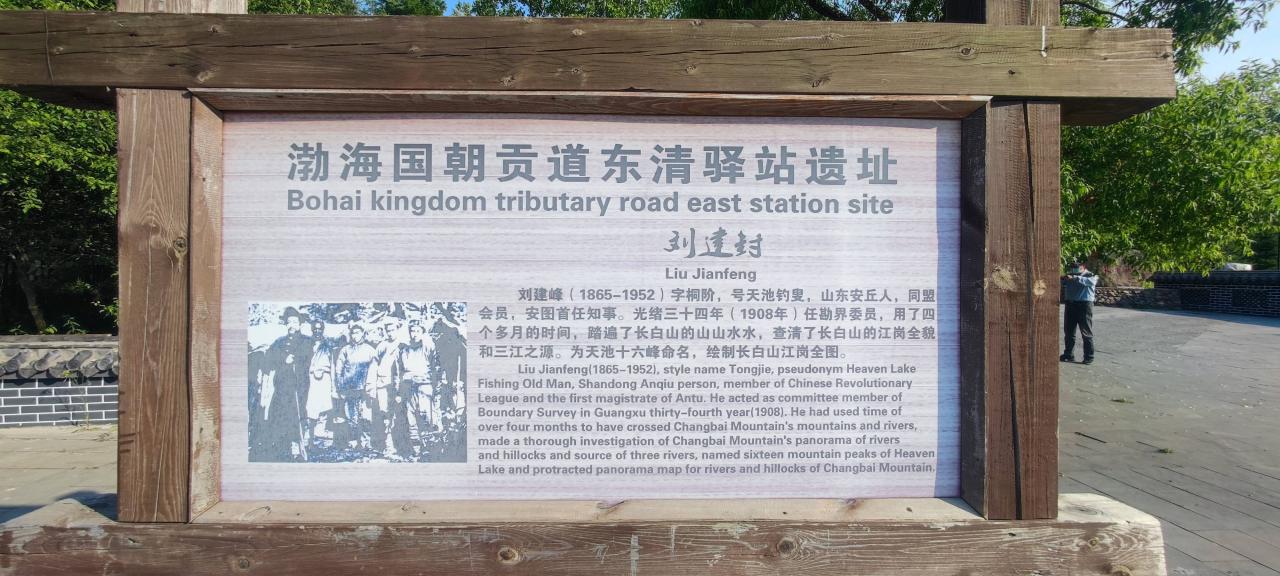 渤海国朝贡道东清驿站遗址
Bohai kingdom tributary road east station site
刘建封
Liu Jianfeng
刘建峰（1865-1952）字桐阶，号天池钓叟，山东安丘人，同盟
会员，安图首任知事。光绪三十四年（1908年）任勘界委员，用了四
个多月的时间，踏遍了长白山的山山水水，查清了长白山的江岗全貌
和三江之源。为天池十六峰命名，绘制长白山江岗全图。
Liu Jianfeng(1865-1952), style name Tongjie, pseudonym Heaven Lake
Fishing Old Man, Shandong Anqiu person, member of Chinese Revolutionary
League and the first magistrate of Antu. He acted as committee member of
Boundary Survey in Guangxu thirty-fourth year(1908). He had used time of
over four months to have crossed Changbai Mountain's mountains and rivers,
made a thorough investigation of Changbai Mountain's panorama of rivers
and hillocks and source of three rivers, named sixteen mountain peaks of Heaven
Lake and protracted panorama map for rivers and hillocks of Changbai Mountain.